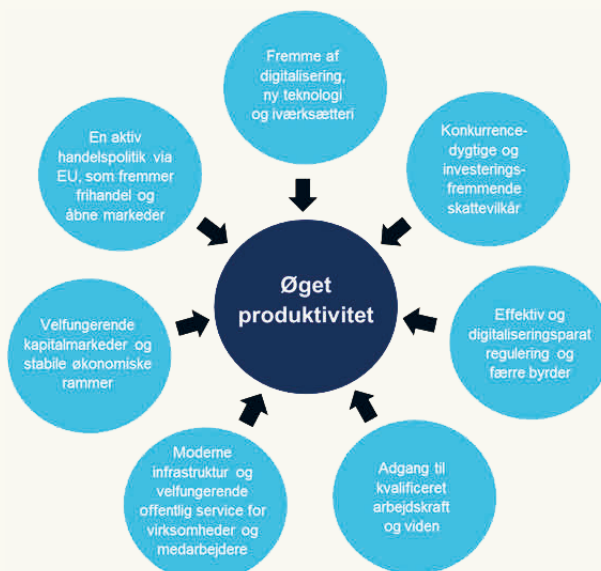 Fremme af
digitalisering,
ny teknologi
og iværksætteri
Konkurrence-
dygtige og
investerings-
fremmende
skattevilkår
Effektiv og
digitaliseringsparat
regulering og
færre byrder
Adgang til
kvalificeret
arbejdskraft
og viden
Moderne
infrastruktur og
velfungerende
offentlig service for
virksomheder og
medarbejdere
Velfungerende
kapitalmarkeder og
stabile økonomiske
rammer
En aktiv
handelspolitik via
EU, som fremmer
frihandel og
åbne markeder
Øget
produktivitet